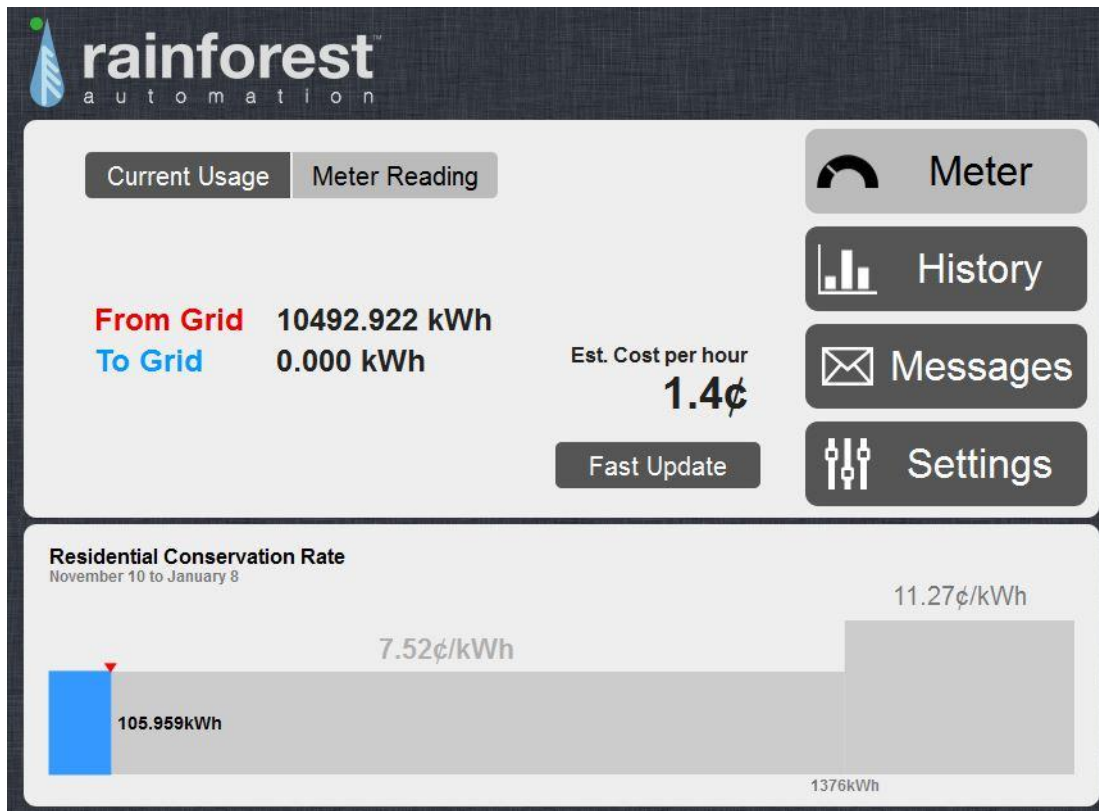 rainforest™
automation
Current Usage Meter Reading
Meter
History
From Grid 10492.922 kWh
To Grid 0.000 kWh
Est. Cost per hour
1.4¢
Messages
Fast Update
Settings
Residential Conservation Rate
November 10 to January 8
11.27¢/kWh
7.52¢/kWh
105.959kWh
1376kWh